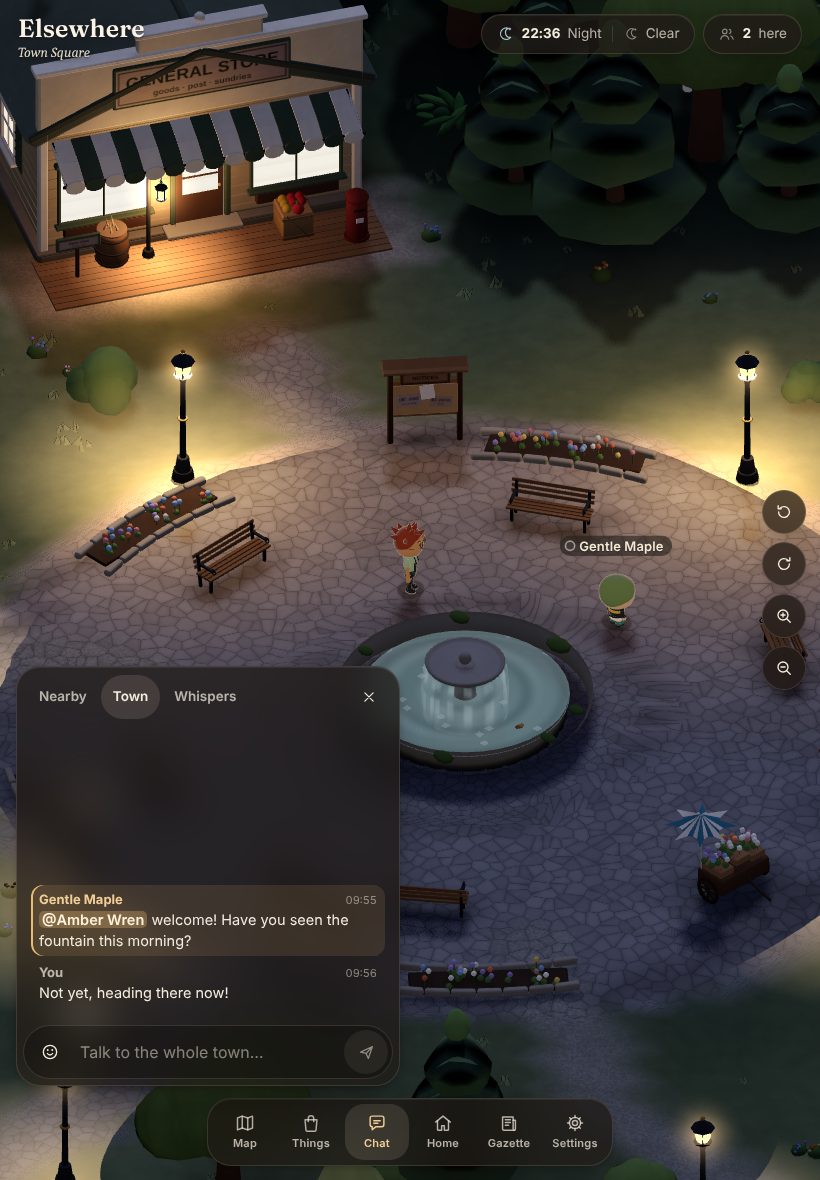 Elsewhere
Town Square
22:36 Night
Clear
2 here
GENERAL STORE
goods · post · sundries
Gentle Maple
Nearby
Town
Whispers
Gentle Maple 09:55
@Amber Wren welcome! Have you seen the
fountain this morning?
You 09:56
Not yet, heading there now!
Talk to the whole town...
Map
Things
Chat
Home
Gazette
Settings